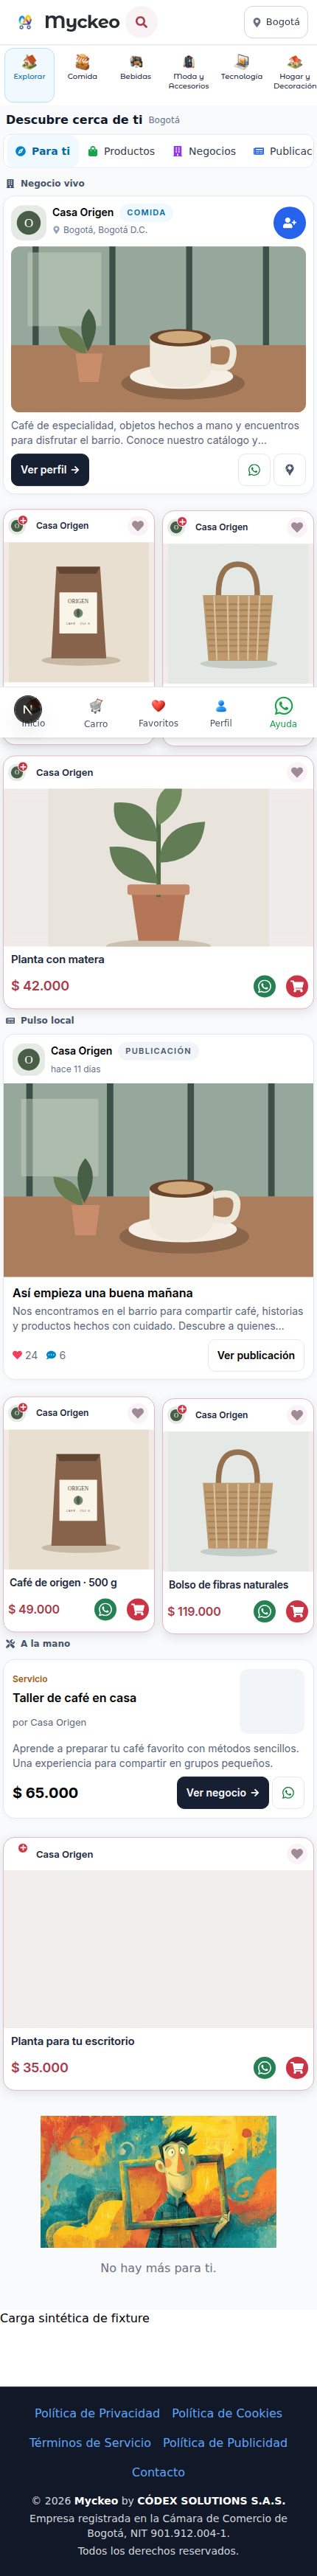 Myckeo
Bogotá
Explorar
Comida
Bebidas
Moda y
Accesorios
Tecnología
Hogar y
Decoración
Descubre cerca de ti Bogotá
Para ti
Productos
Negocios
Publicac
Negocio vivo
Casa Origen COMIDA
Bogotá, Bogotá D.C.
Café de especialidad, objetos hechos a mano y encuentros
para disfrutar el barrio. Conoce nuestro catálogo y...
Ver perfil →
Casa Origen
ORIGEN
Casa Origen
N
Inicio
Carro
Favoritos
Perfil
Ayuda
Casa Origen
Planta con matera
$ 42.000
Pulso local
Casa Origen PUBLICACIÓN
hace 11 días
Así empieza una buena mañana
Nos encontramos en el barrio para compartir café, historias
y productos hechos con cuidado. Descubre a quienes...
24 6
Ver publicación
Casa Origen
ORIGEN
Café de origen · 500 g
$ 49.000
Casa Origen
Bolso de fibras naturales
$ 119.000
A la mano
Servicio
Taller de café en casa
por Casa Origen
Aprende a preparar tu café favorito con métodos sencillos.
Una experiencia para compartir en grupos pequeños.
$ 65.000
Ver negocio →
Casa Origen
Planta para tu escritorio
$ 35.000
No hay más para ti.
Carga sintética de fixture
Política de Privacidad Política de Cookies
Términos de Servicio Política de Publicidad
Contacto
© 2026 Myckeo by CÓDEX SOLUTIONS S.A.S.
Empresa registrada en la Cámara de Comercio de
Bogotá, NIT 901.912.004-1.
Todos los derechos reservados.